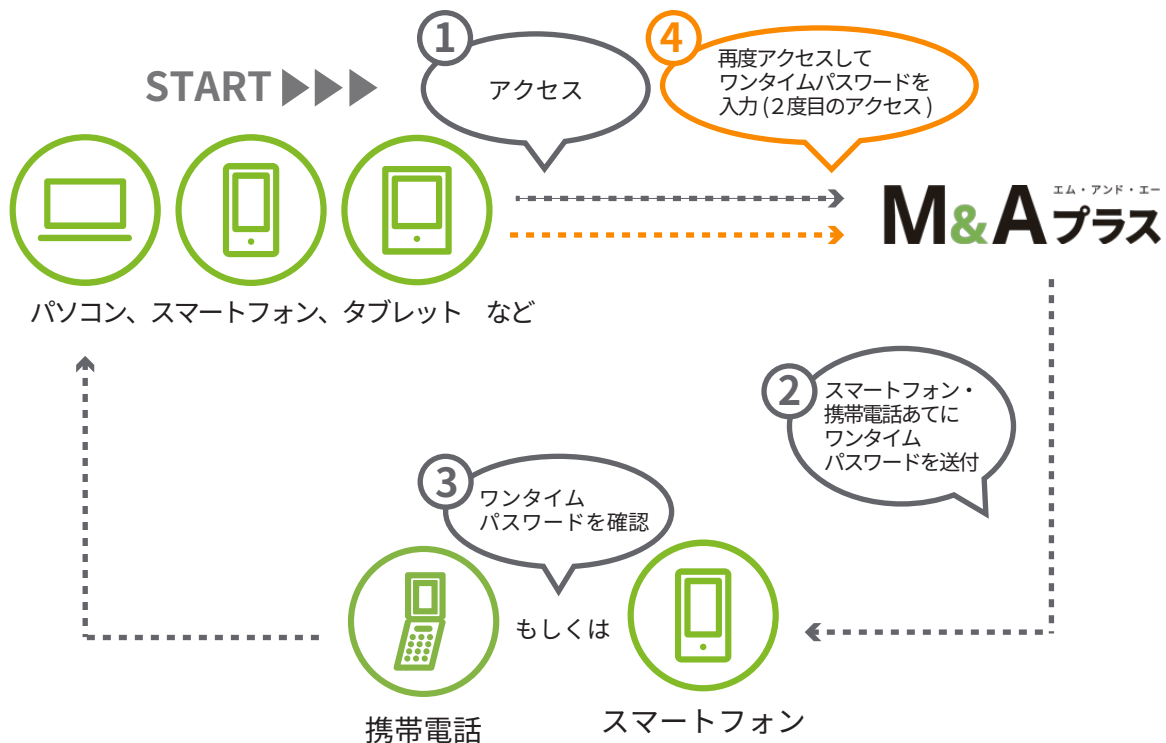 START
1
アクセス
4
再度アクセスして
ワンタイムパスワードを
入力(2度目のアクセス)
エム・アンド・エー
M&Aプラス
パソコン、スマートフォン、タブレット など
2
スマートフォン・
携帯電話あてに
ワンタイム
パスワードを送付
3
ワンタイム
パスワードを確認
もしくは
携帯電話
スマートフォン